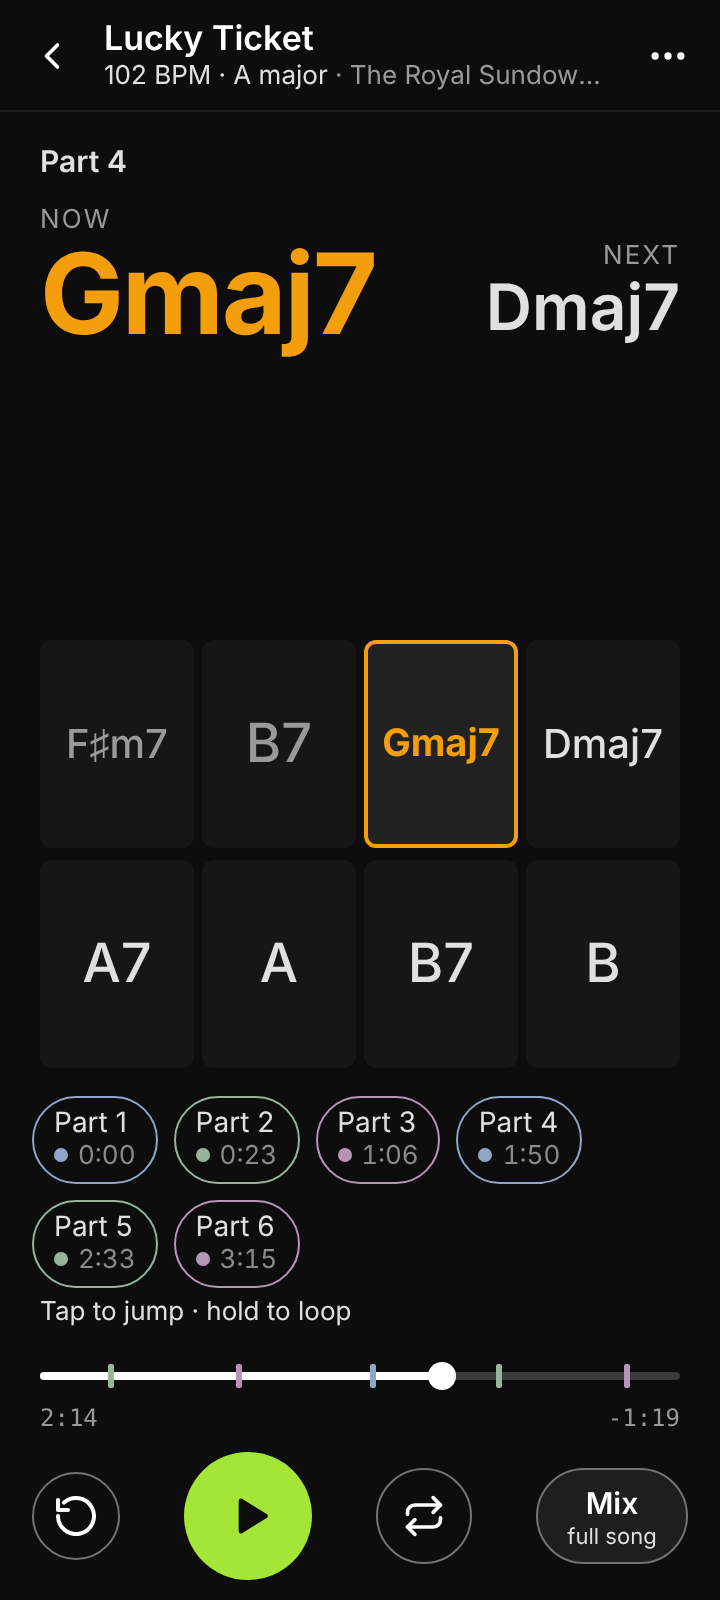 Lucky Ticket
102 BPM · A major · The Royal Sundow...
Part 4
NOW
Gmaj7
NEXT
Dmaj7
F♯m7 B7 Gmaj7 Dmaj7
A7 A B7 B
Part 1 Part 2 Part 3 Part 4
0:00 0:23 1:06 1:50
Part 5 Part 6
2:33 3:15
Tap to jump · hold to loop
2:14 -1:19
Mix
full song